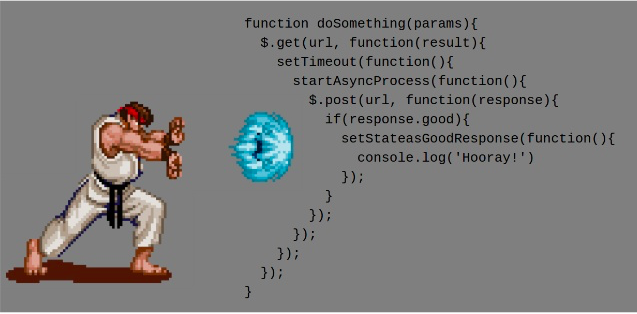 function doSomething(params){
  $.get(url, function(result){
    setTimeout(function(){
      startAsyncProcess(function(){
        $.post(url, function(response){
          if(response.good){
            setStateasGoodResponse(function(){
              console.log('Hooray!')
            });
          }
        });
      });
    });
  });
}